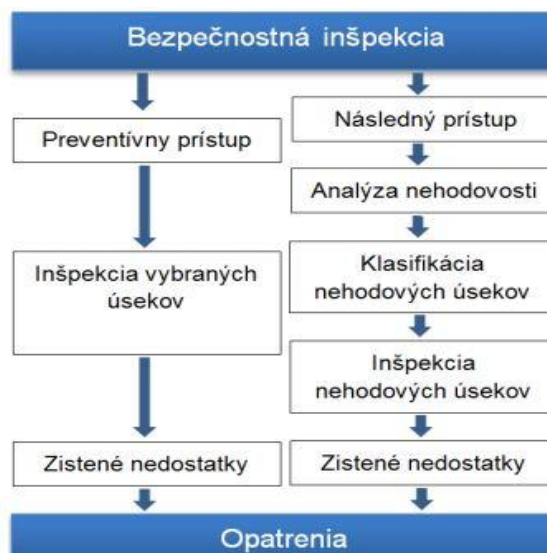 Bezpečnostná inšpekcia
Preventívny prístup
Inšpekcia vybraných
úsekov
Zistené nedostatky
Následný prístup
Analýza nehodovosti
Klasifikácia
nehodových úsekov
Inšpekcia
nehodových úsekov
Zistené nedostatky
Opatrenia